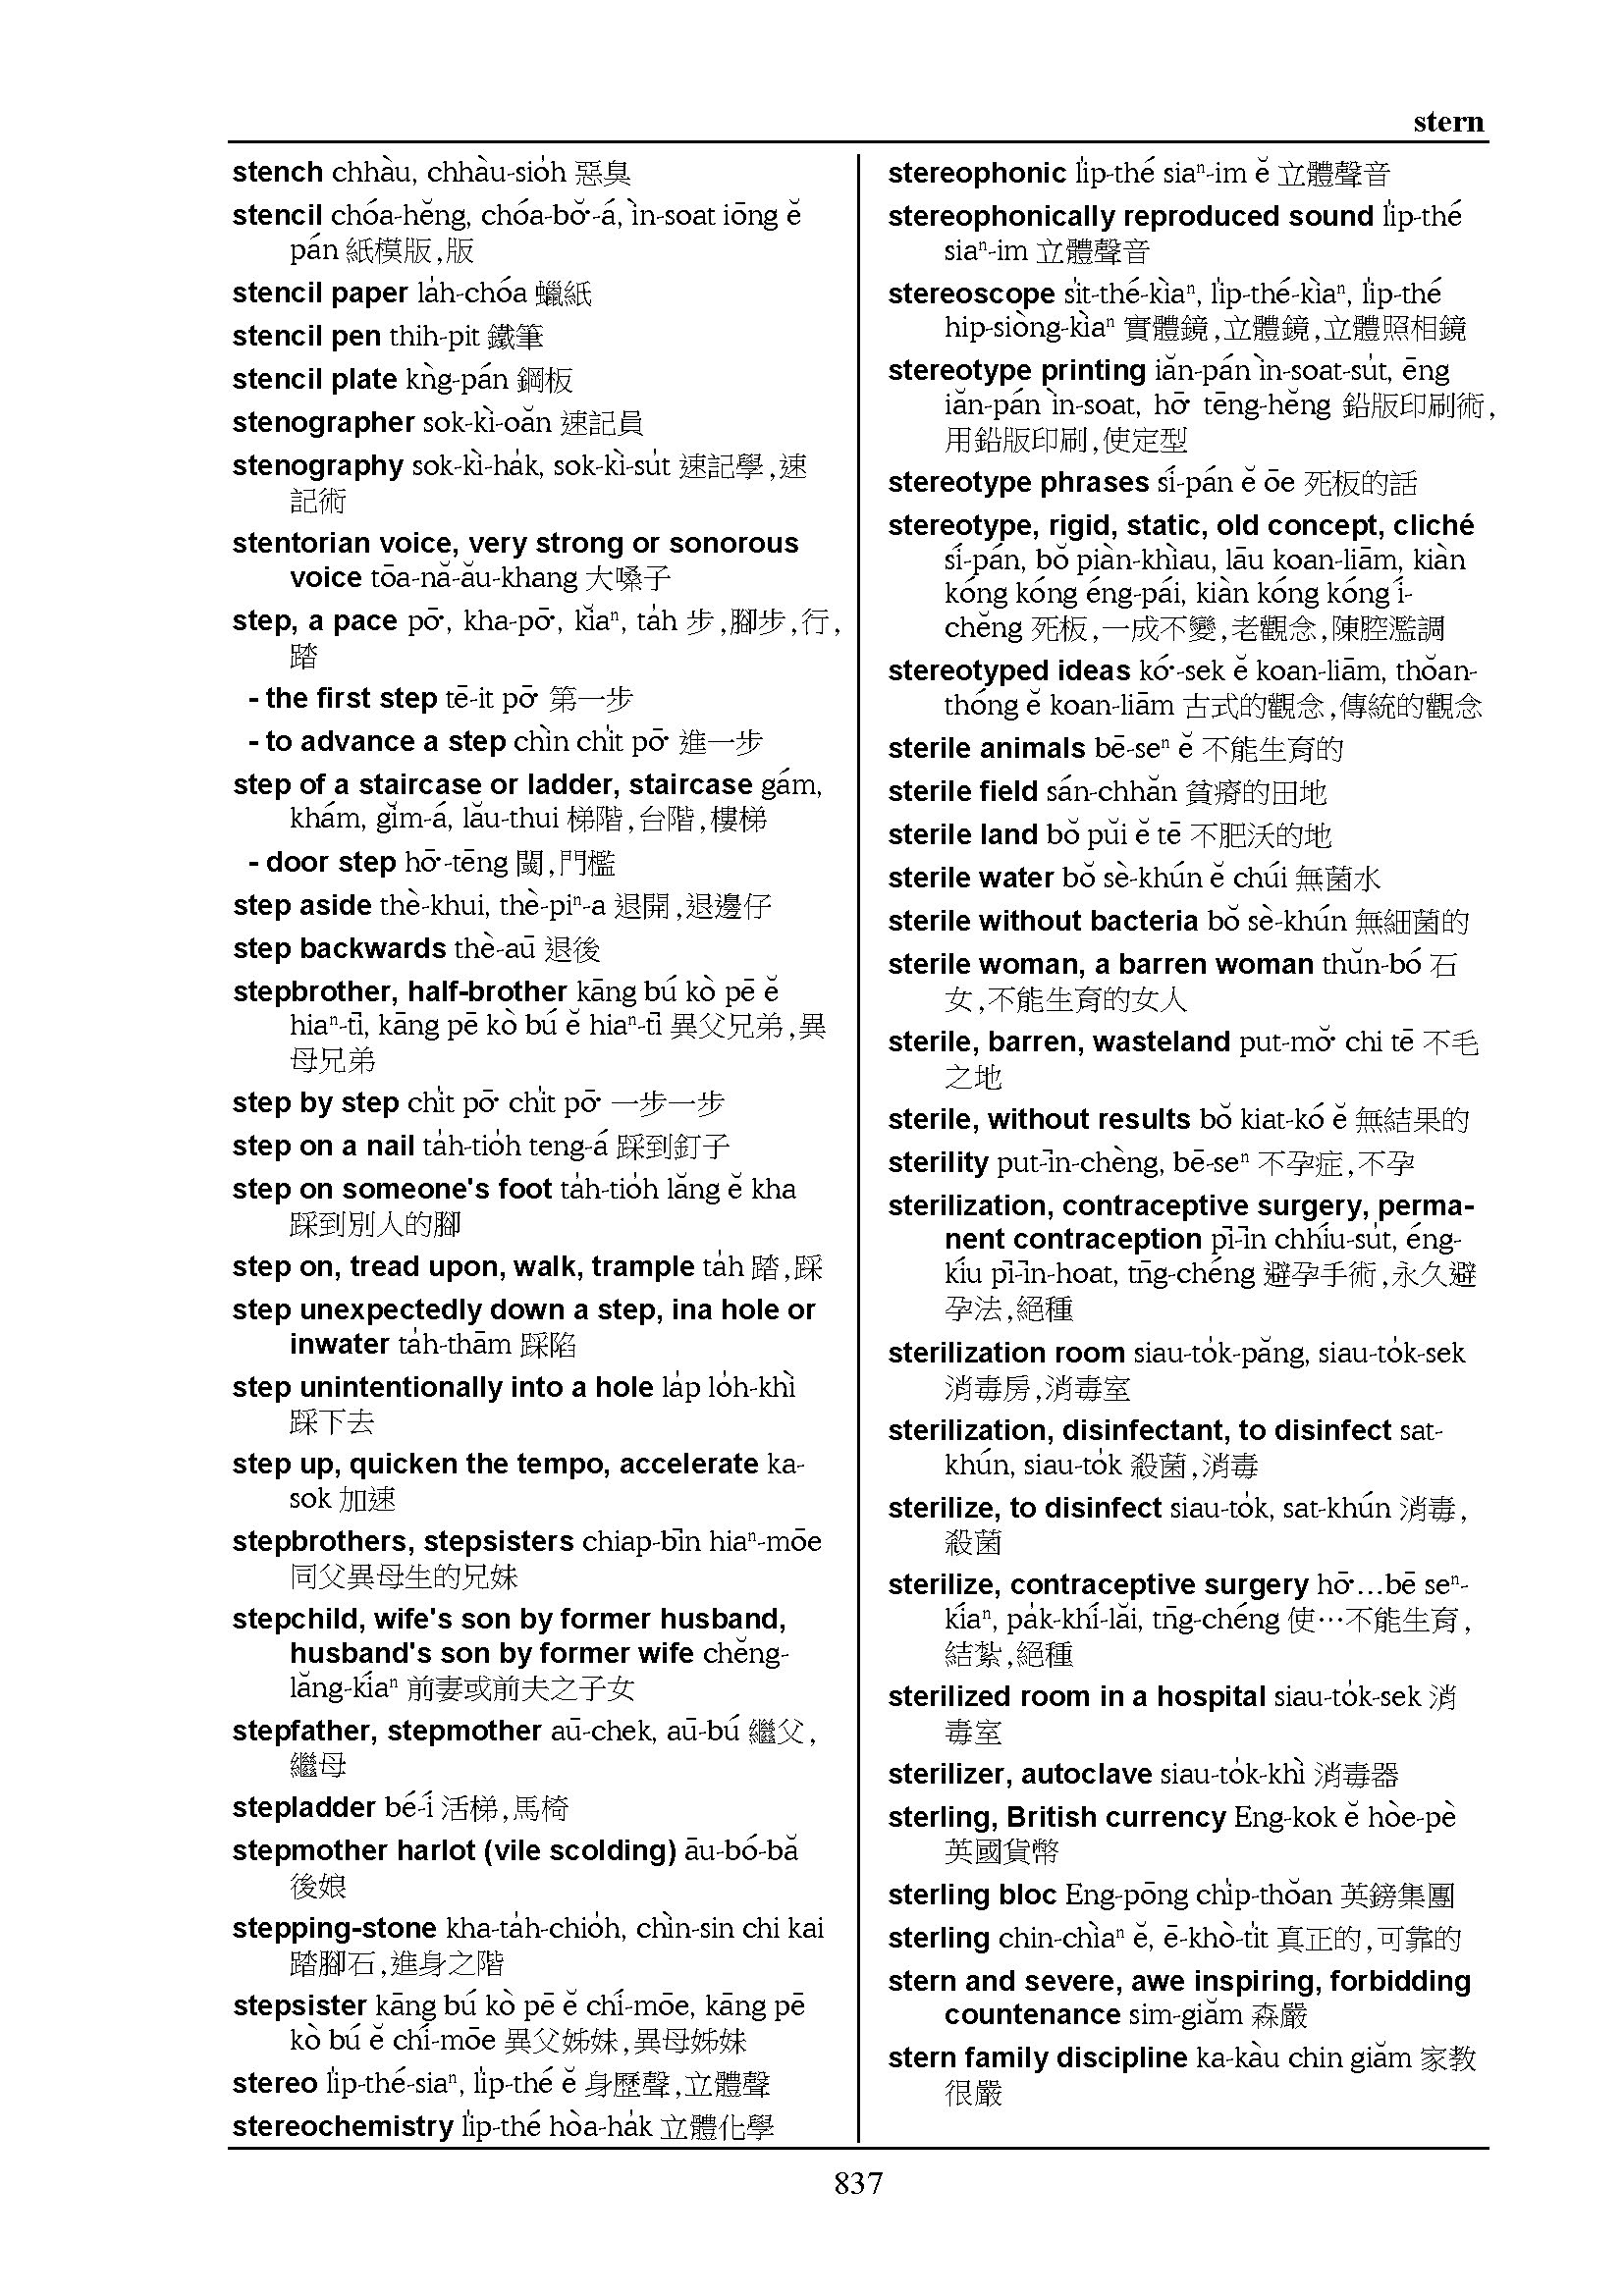 stern
stench chhàu, chhàu-sio̍h 惡臭
stencil chóa-hĕng, chóa-bŏ͘-á, ìn-soat iōng ĕ
pán 紙模版,版
stencil paper la̍h-chóa 蠟紙
stencil pen thih-pit 鐵筆
stencil plate kǹg-pán 鋼板
stenographer sok-kì-oăn 速記員
stenography sok-kì-ha̍k, sok-kì-su̍t 速記學,速
記術
stentorian voice, very strong or sonorous
voice tōa-nă-ău-khang 大嗓子
step, a pace pō͘, kha-pō͘, kĭaⁿ, ta̍h 步,腳步,行,
踏
- the first step tē-it pō͘ 第一步
- to advance a step chìn chi̍t pō͘ 進一步
step of a staircase or ladder, staircase gám,
khám, gĭm-á, lău-thui 梯階,台階,樓梯
- door step hō͘-tēng 閾,門檻
step aside thè-khui, thè-piⁿ-a 退開,退邊仔
step backwards thè-aū 退後
stepbrother, half-brother kāng bú kò pē ĕ
hiaⁿ-tī, kāng pē kò bú ĕ hiaⁿ-tī 異父兄弟,異
母兄弟
step by step chi̍t pō͘ chi̍t pō͘ 一步一步
step on a nail ta̍h-tio̍h teng-á 踩到釘子
step on someone's foot ta̍h-tio̍h lăng ĕ kha
踩到別人的腳
step on, tread upon, walk, trample ta̍h 踏,踩
step unexpectedly down a step, ina hole or
inwater ta̍h-thām 踩陷
step unintentionally into a hole la̍p lo̍h-khì
踩下去
step up, quicken the tempo, accelerate ka-
sok 加速
stepbrothers, stepsisters chiap-bīn hiaⁿ-mōe
同父異母生的兄妹
stepchild, wife's son by former husband,
husband's son by former wife chĕng-
lăng-kíaⁿ 前妻或前夫之子女
stepfather, stepmother aū-chek, aū-bú 繼父,
繼母
stepladder bé-í 活梯,馬椅
stepmother harlot (vile scolding) āu-bó-bă
後娘
stepping-stone kha-ta̍h-chio̍h, chìn-sin chi kai
踏腳石,進身之階
stepsister kāng bú kò pē ĕ chí-mōe, kāng pē
kò bú ĕ chí-mōe 異父姊妹,異母姊妹
stereo li̍p-thé-siaⁿ, li̍p-thé ĕ 身歷聲,立體聲
stereochemistry li̍p-thé hòa-ha̍k 立體化學
stereophonic li̍p-thé siaⁿ-im ĕ 立體聲音
stereophonically reproduced sound li̍p-thé
siaⁿ-im 立體聲音
stereoscope si̍t-thé-kìaⁿ, li̍p-thé-kìaⁿ, li̍p-thé
hip-siòng-kìaⁿ 實體鏡,立體鏡,立體照相鏡
stereotype printing iăn-pán ìn-soat-su̍t, ēng
iăn-pán ìn-soat, hō͘ tēng-hĕng 鉛版印刷術,
用鉛版印刷,使定型
stereotype phrases sí-pán ĕ ōe 死板的話
stereotype, rigid, static, old concept, cliché
sí-pán, bŏ piàn-khìau, lāu koan-liām, kiàn
kóng kóng éng-pái, kiàn kóng kóng í-
chĕng 死板,一成不變,老觀念,陳腔濫調
stereotyped ideas kó͘-sek ĕ koan-liām, thŏan-
thóng ĕ koan-liām 古式的觀念,傳統的觀念
sterile animals bē-seⁿ ĕ 不能生育的
sterile field sán-chhăn 貧瘠的田地
sterile land bŏ pŭi ĕ tē 不肥沃的地
sterile water bŏ sè-khún ĕ chúi 無菌水
sterile without bacteria bŏ sè-khún 無細菌的
sterile woman, a barren woman thŭn-bó 石
女,不能生育的女人
sterile, barren, wasteland put-mŏ͘ chi tē 不毛
之地
sterile, without results bŏ kiat-kó ĕ 無結果的
sterility put-īn-chèng, bē-seⁿ 不孕症,不孕
sterilization, contraceptive surgery, perma-
nent contraception pī-īn chhíu-su̍t, éng-
kíu pī-īn-hoat, tn̄g-chéng 避孕手術,永久避
孕法,絕種
sterilization room siau-to̍k-păng, siau-to̍k-sek
消毒房,消毒室
sterilization, disinfectant, to disinfect sat-
khún, siau-to̍k 殺菌,消毒
sterilize, to disinfect siau-to̍k, sat-khún 消毒,
殺菌
sterilize, contraceptive surgery hō͘…bē seⁿ-
kíaⁿ, pa̍k-khí-lăi, tn̄g-chéng 使⋯不能生育,
結紮,絕種
sterilized room in a hospital siau-to̍k-sek 消
毒室
sterilizer, autoclave siau-to̍k-khì 消毒器
sterling, British currency Eng-kok ĕ hòe-pè
英國貨幣
sterling bloc Eng-pōng chi̍p-thŏan 英鎊集團
sterling chin-chìaⁿ ĕ, ē-khò-ti̍t 真正的,可靠的
stern and severe, awe inspiring, forbidding
countenance sim-giăm 森嚴
stern family discipline ka-kàu chin giăm 家教
很嚴
837